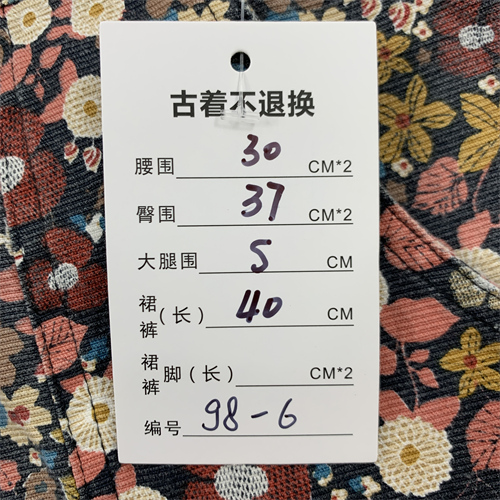 古着不退换
腰围 30 CM*2
臀围 37 CM*2
大腿围 5 CM
裙裤(长) 40 CM
裙裤脚(长) CM*2
编号 98-6